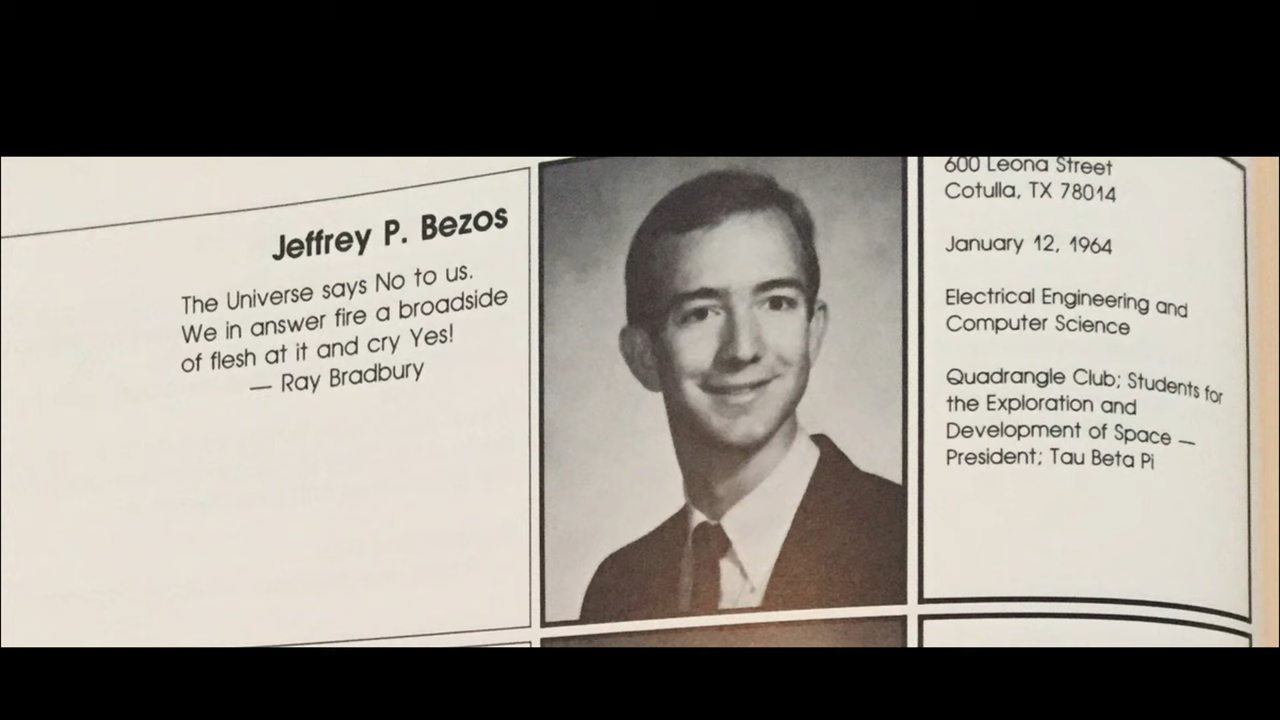 Jeffrey P. Bezos
The Universe says No to us.
We in answer fire a broadside
of flesh at it and cry Yes!
— Ray Bradbury
600 Leona Street
Cotulla, TX 78014
January 12, 1964
Electrical Engineering and
Computer Science
Quadrangle Club; Students for
the Exploration and
Development of Space —
President; Tau Beta Pi